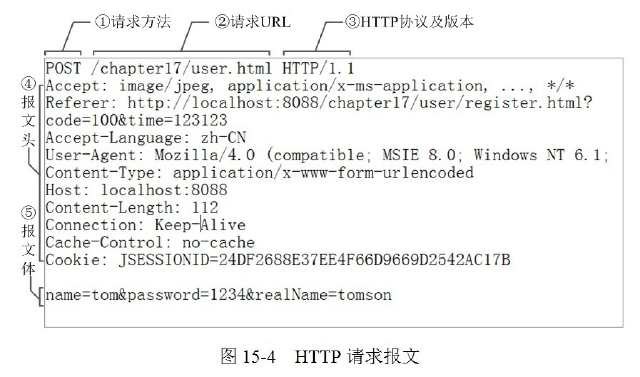 ①请求方法 ②请求URL ③HTTP协议及版本
POST /chapter17/user.html HTTP/1.1
Accept: image/jpeg, application/x-ms-application, ..., */*
Referer: http://localhost:8088/chapter17/user/register.html?
code=100&time=123123
Accept-Language: zh-CN
User-Agent: Mozilla/4.0 (compatible; MSIE 8.0; Windows NT 6.1;
Content-Type: application/x-www-form-urlencoded
Host: localhost:8088
Content-Length: 112
Connection: Keep-Alive
Cache-Control: no-cache
Cookie: JSESSIONID=24DF2688E37EE4F66D9669D2542AC17B
name=tom&password=1234&realName=tomson
④报文头
⑤报文体
图 15-4 HTTP 请求报文